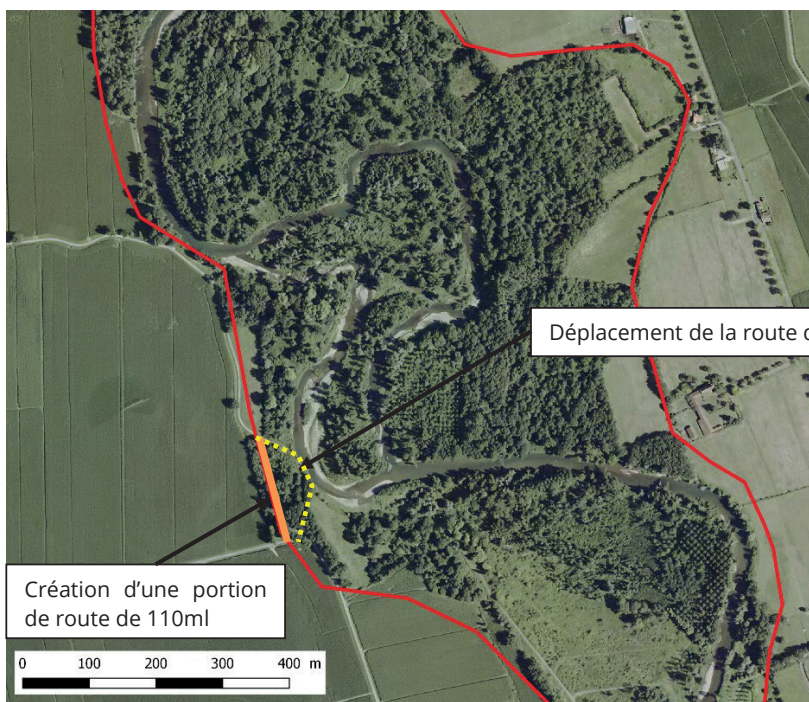 Déplacement de la route d
Création d'une portion
de route de 110ml
0 100 200 300 400 m